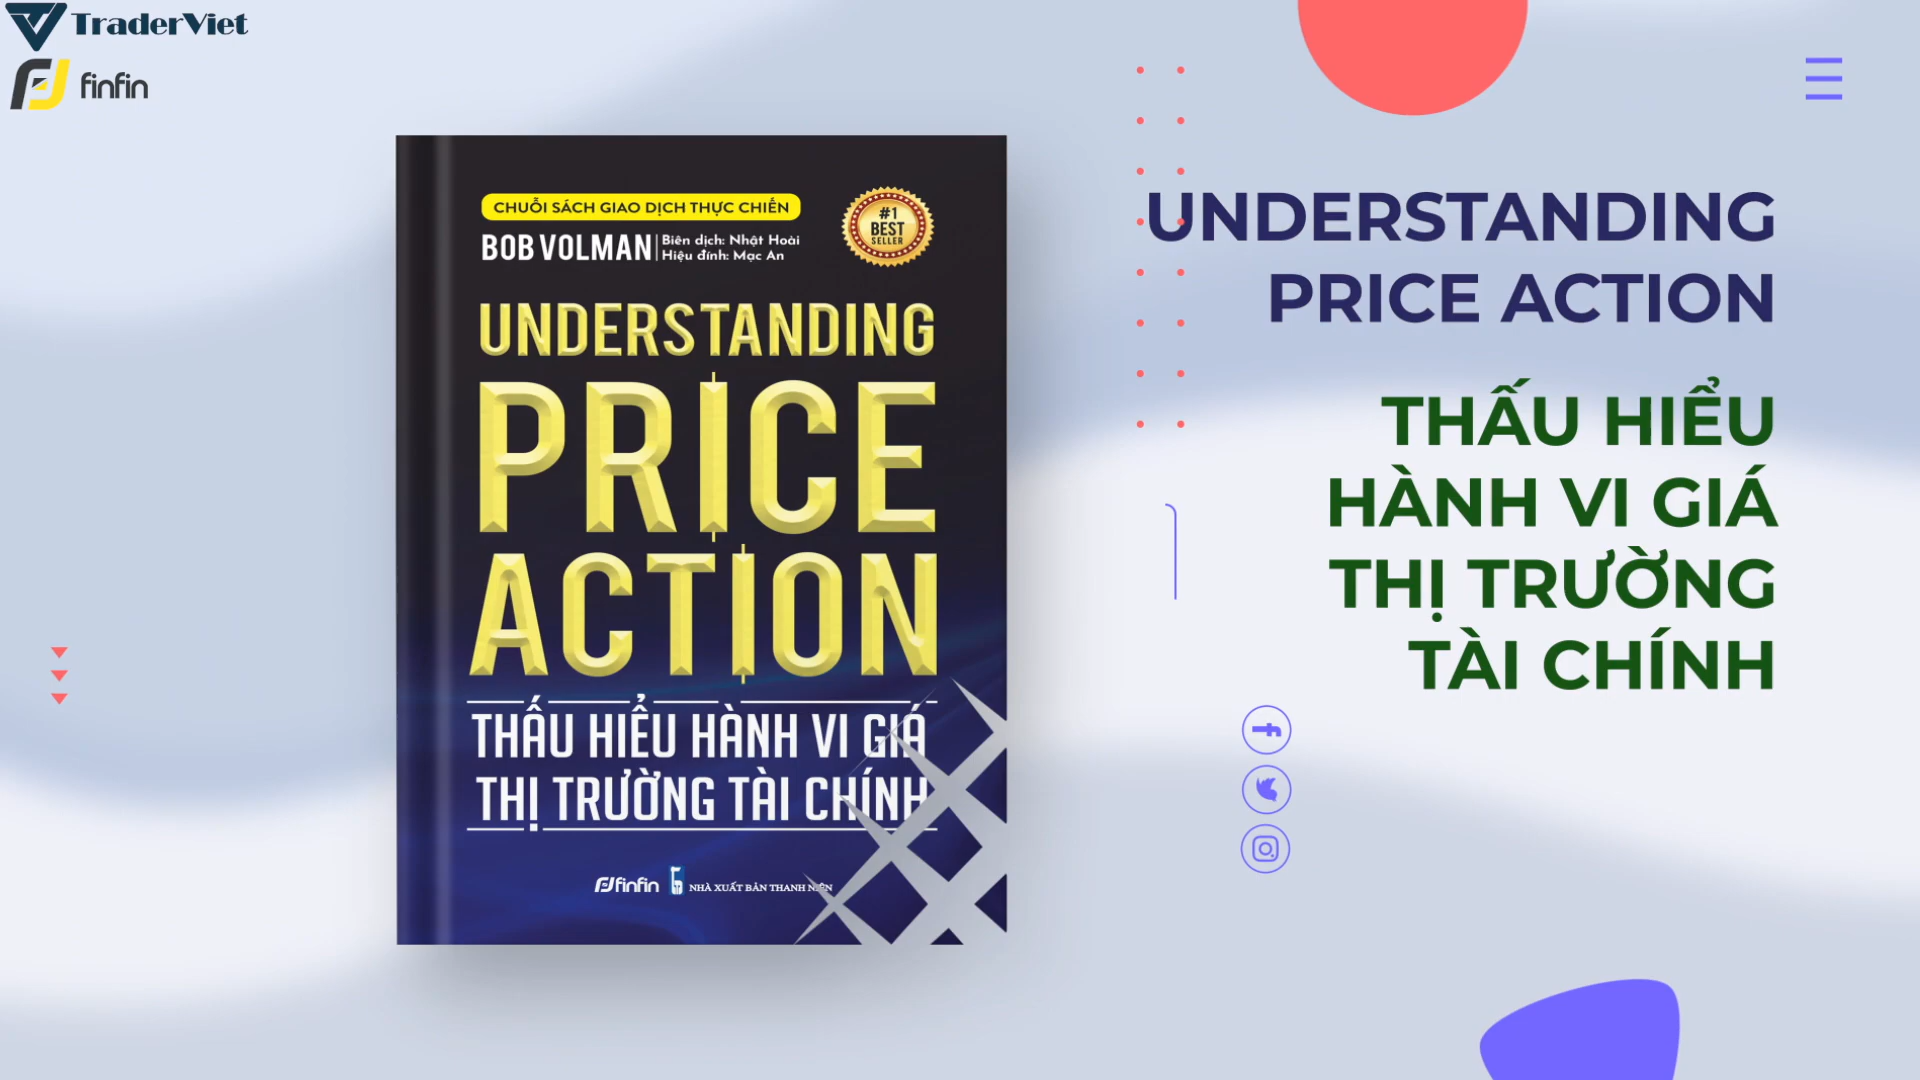 TraderViet
finfin
CHUỖI SÁCH GIAO DỊCH THỰC CHIẾN
BOB VOLMAN
Biên dịch: Nhật Hoài
Hiệu đính: Mạc An
#1
BEST
SELLER
UNDERSTANDING
PRICE
ACTION
THẤU HIỂU HÀNH VI GIÁ
THỊ TRƯỜNG TÀI CHÍNH
finfin
NHÀ XUẤT BẢN THANH NIÊN
UNDERSTANDING
PRICE ACTION
THẤU HIỂU
HÀNH VI GIÁ
THỊ TRƯỜNG
TÀI CHÍNH